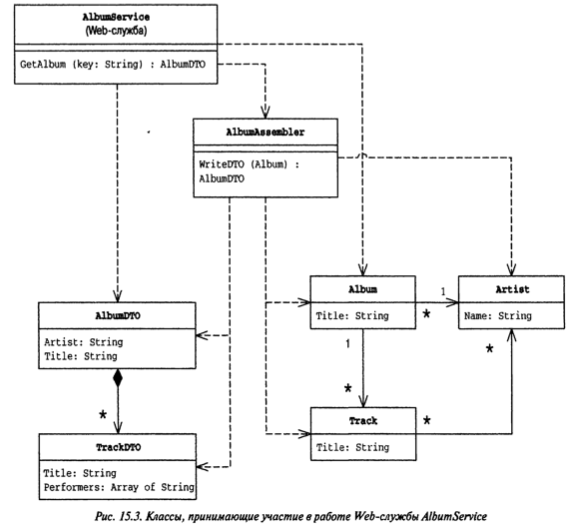 AlbumService
(Web-служба)
GetAlbum (key: String) : AlbumDTO
AlbumAssembler
WriteDTO (Album) :
AlbumDTO
AlbumDTO
Artist: String
Title: String
*
TrackDTO
Title: String
Performers: Array of String
Album
Title: String
1
*
Artist
Name: String
1
*
*
Track
Title: String
*
Рис. 15.3. Классы, принимающие участие в работе Web-службы AlbumService